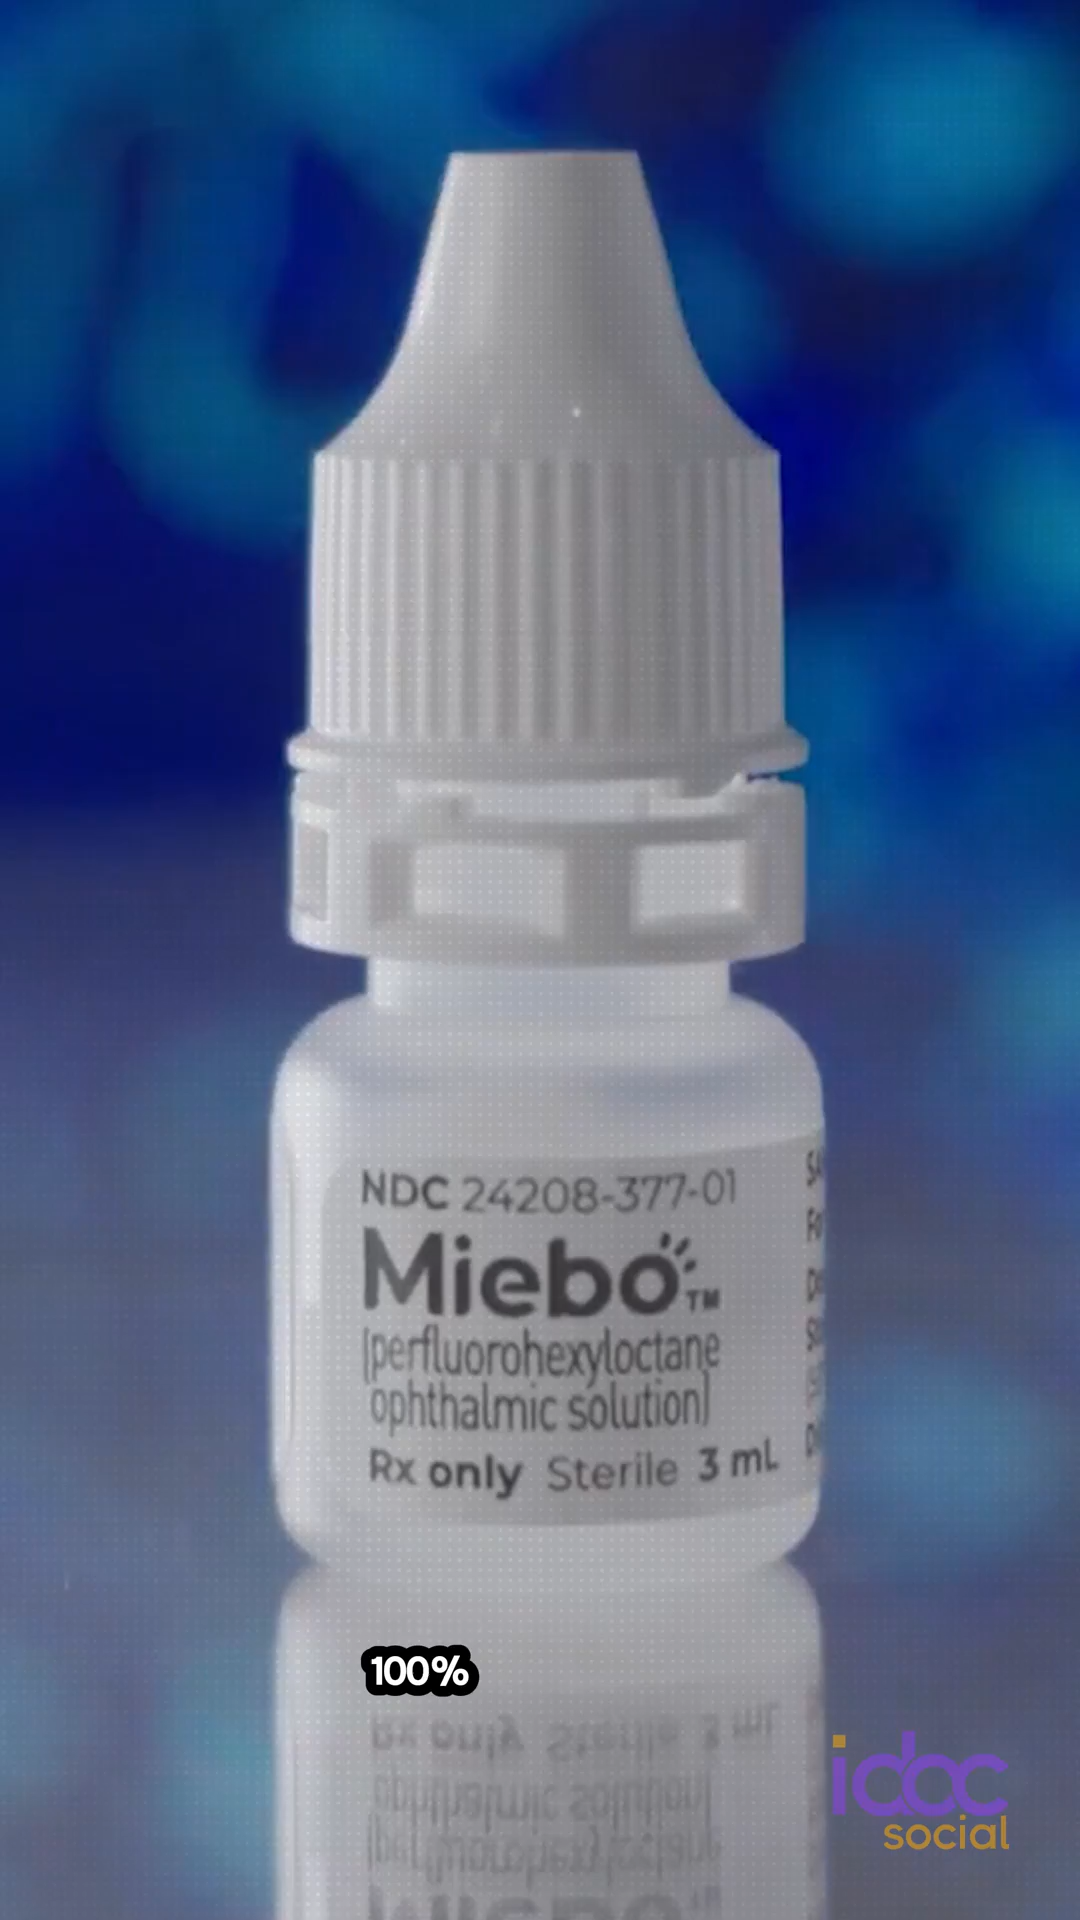 NDC 24208-377-01
Miebo™
(perfluorohexyloctane
ophthalmic solution)
Rx only Sterile 3 mL
100%
idoc
social